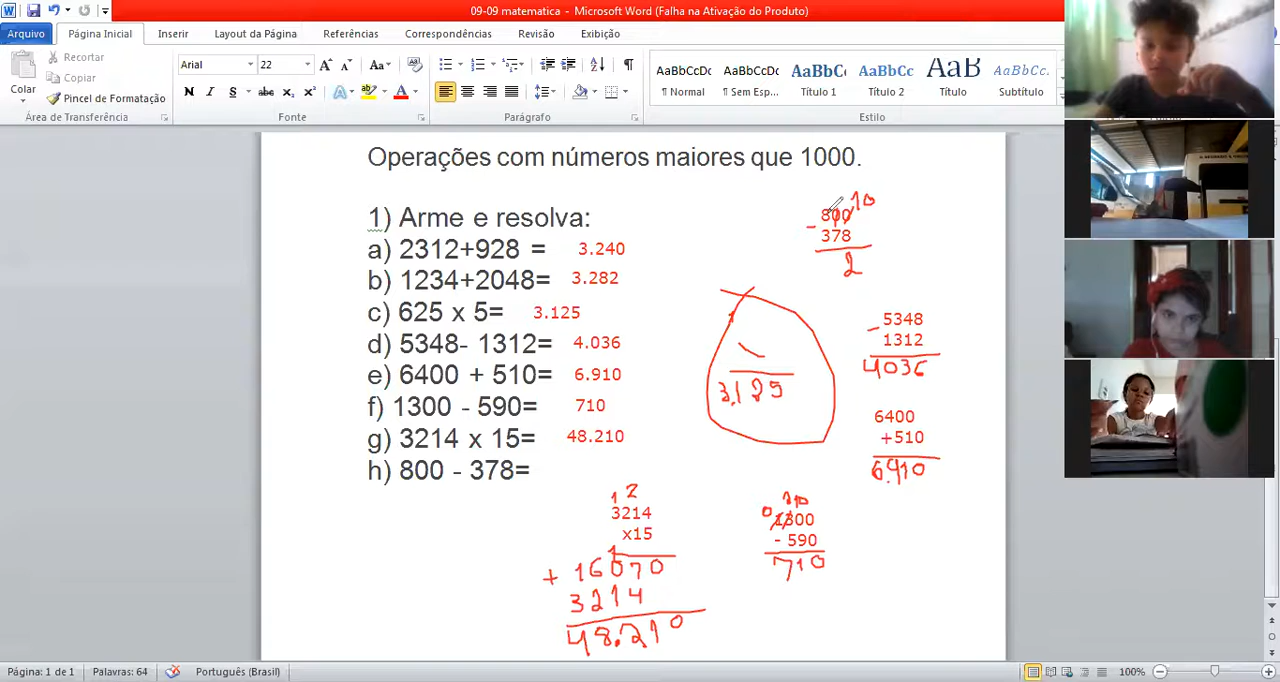 09-09 matematica - Microsoft Word (Falha na Ativação do Produto)
Arquivo Página Inicial Inserir Layout da Página Referências Correspondências Revisão Exibição
Colar
Recortar
Copiar
Pincel de Formatação
Área de Transferência
Arial 22
Fonte
Parágrafo
AaBbCcDc AaBbCcDc AaBbCc AaBbCc AaB AaBbCc.
¶ Normal ¶ Sem Esp... Título 1 Título 2 Título Subtítulo
Estilo
Operações com números maiores que 1000.
1) Arme e resolva:
a) 2312+928 = 3.240
b) 1234+2048= 3.282
c) 625 x 5= 3.125
d) 5348- 1312= 4.036
e) 6400 + 510= 6.910
f) 1300 - 590= 710
g) 3214 x 15= 48.210
h) 800 - 378=
10
800
- 378
2
3.125
5348
- 1312
4036
6400
+510
6.910
1 2
3214
x15
1
+ 16070
3214
48.210
0 10
1300
- 590
710
Página: 1 de 1 Palavras: 64 Português (Brasil) 100%